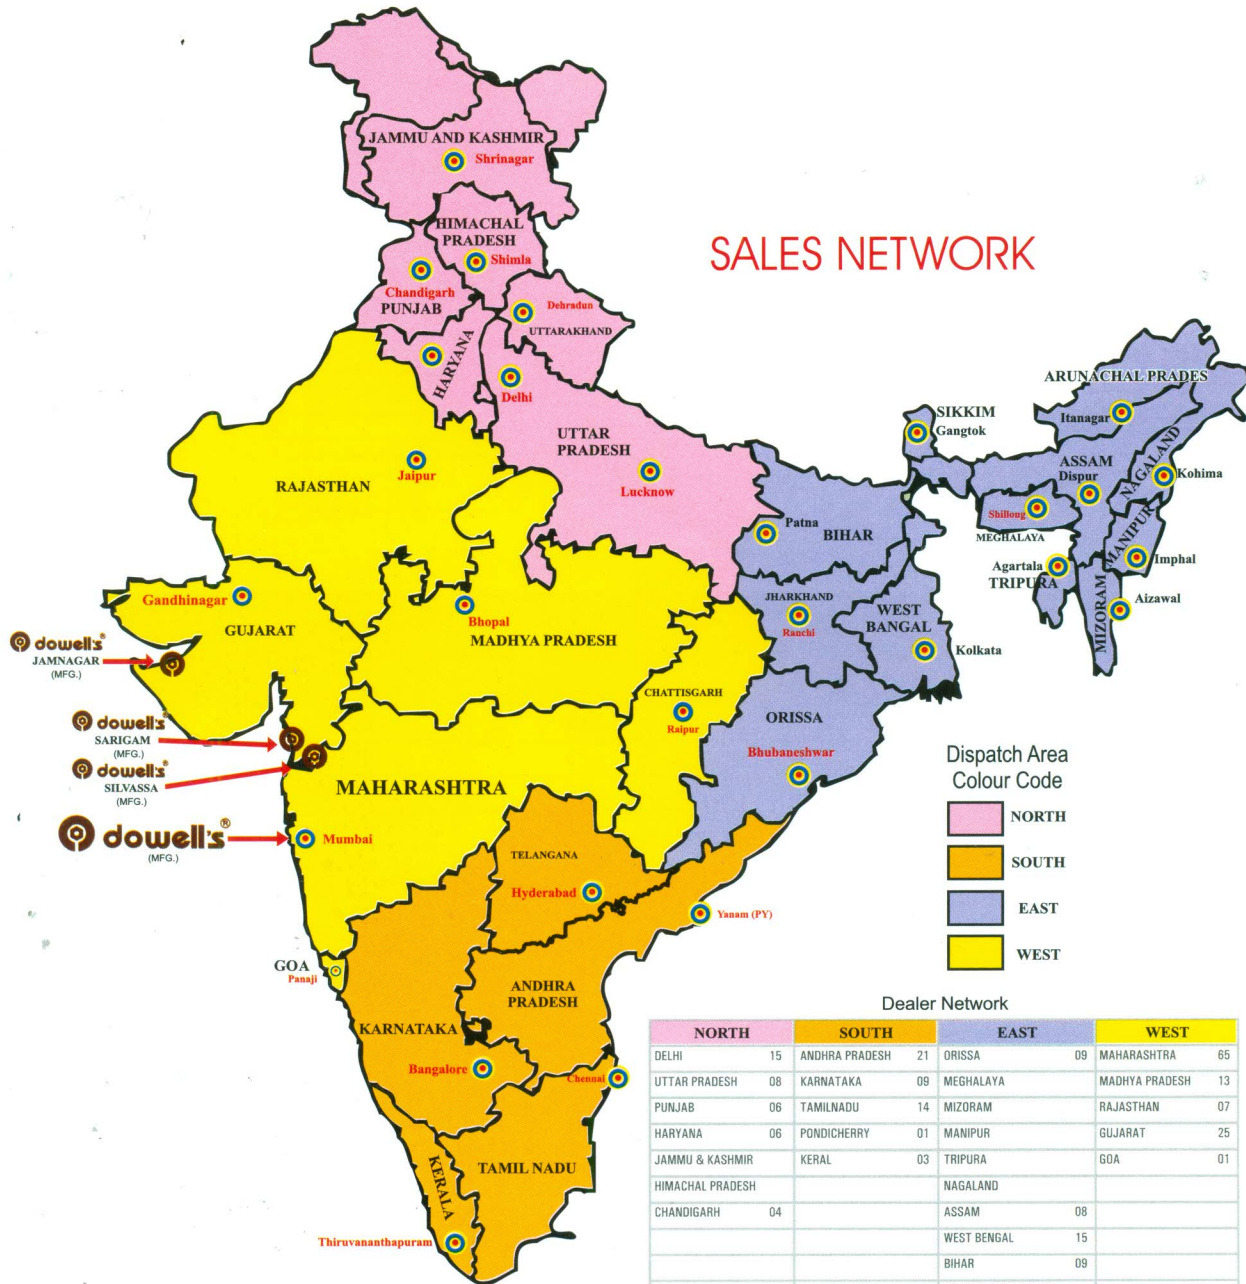 JAMMU AND KASHMIR
Shrinagar
HIMACHAL
PRADESH
Shimla
SALES NETWORK
Chandigarh
PUNJAB
Dehradun
UTTARAKHAND
HARYANA
Delhi
ARUNACHAL PRADES
Itanagar
SIKKIM
Gangtok
UTTAR
PRADESH
Lucknow
Jaipur
RAJASTHAN
ASSAM
Dispur
NAGALAND
Kohima
Shillong
MEGHALAYA
MANIPUR
Imphal
Patna
BIHAR
Agartala
TRIPURA
Aizawal
MIZORAM
JHARKHAND
Ranchi
WEST
BANGAL
Kolkata
Gandhinagar
GUJARAT
Bhopal
MADHYA PRADESH
dowell's®
JAMNAGAR
(MFG.)
CHATTISGARH
Raipur
ORISSA
Bhubaneshwar
dowell's®
SARIGAM
(MFG.)
dowell's®
SILVASSA
(MFG.)
MAHARASHTRA
dowell's®
(MFG.)
Mumbai
Dispatch Area
Colour Code
NORTH
SOUTH
EAST
WEST
TELANGANA
Hyderabad
Yanam (PY)
GOA
Panaji
ANDHRA
PRADESH
KARNATAKA
Bangalore
Chennai
KERALA
TAMIL NADU
Thiruvananthapuram
Dealer Network
NORTH SOUTH EAST WEST
DELHI 15 ANDHRA PRADESH 21 ORISSA 09 MAHARASHTRA 65
UTTAR PRADESH 08 KARNATAKA 09 MEGHALAYA MADHYA PRADESH 13
PUNJAB 06 TAMILNADU 14 MIZORAM RAJASTHAN 07
HARYANA 06 PONDICHERRY 01 MANIPUR GUJARAT 25
JAMMU & KASHMIR KERAL 03 TRIPURA GOA 01
HIMACHAL PRADESH NAGALAND
CHANDIGARH 04 ASSAM 08
WEST BENGAL 15
BIHAR 09